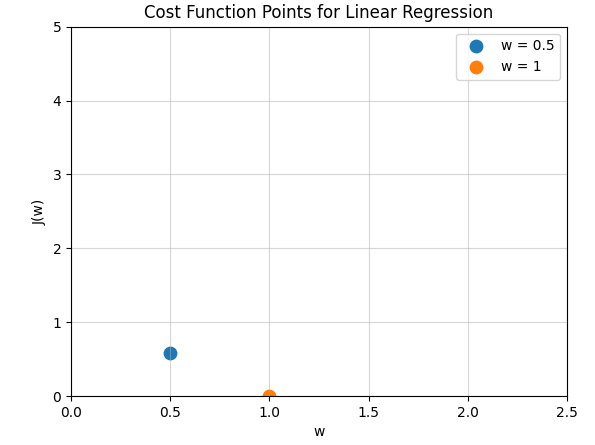 Cost Function Points for Linear Regression
5
4
3
2
1
0
J(w)
w = 0.5
w = 1
0.0 0.5 1.0 1.5 2.0 2.5
w